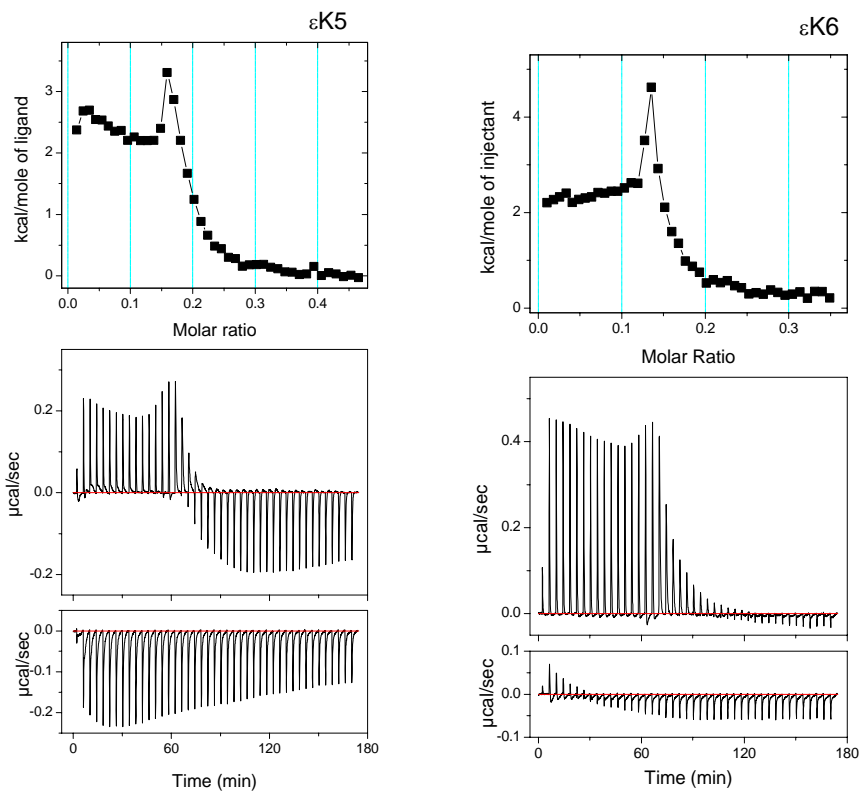 εK5
kcal/mole of ligand
3
2
1
0
0.0 0.1 0.2 0.3 0.4
Molar ratio
µcal/sec
0.2
0.0
-0.2
µcal/sec
0.0
-0.1
-0.2
0 60 120 180
Time (min)
εK6
kcal/mole of injectant
4
2
0
0.0 0.1 0.2 0.3
Molar Ratio
µcal/sec
0.4
0.2
0.0
µcal/sec
0.1
0.0
-0.1
0 60 120 180
Time (min)